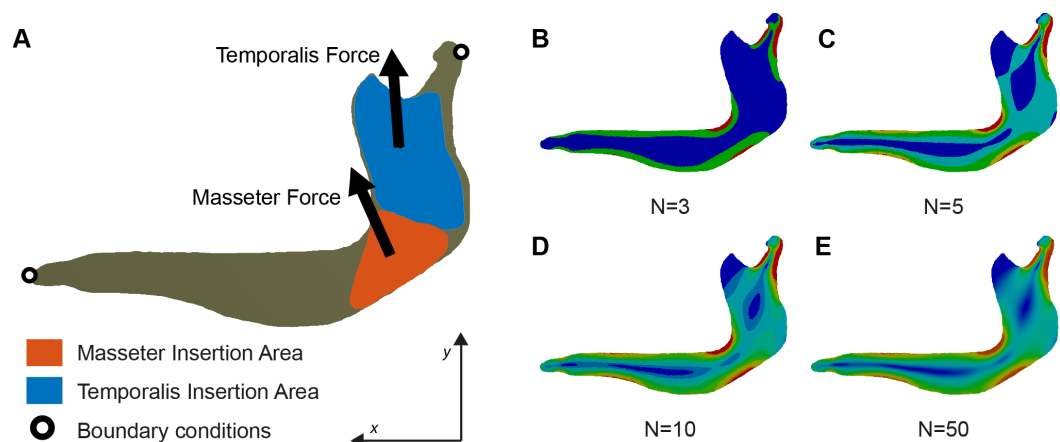 A
Temporalis Force
Masseter Force
Masseter Insertion Area
Temporalis Insertion Area
Boundary conditions
y
x
B
N=3
C
N=5
D
N=10
E
N=50